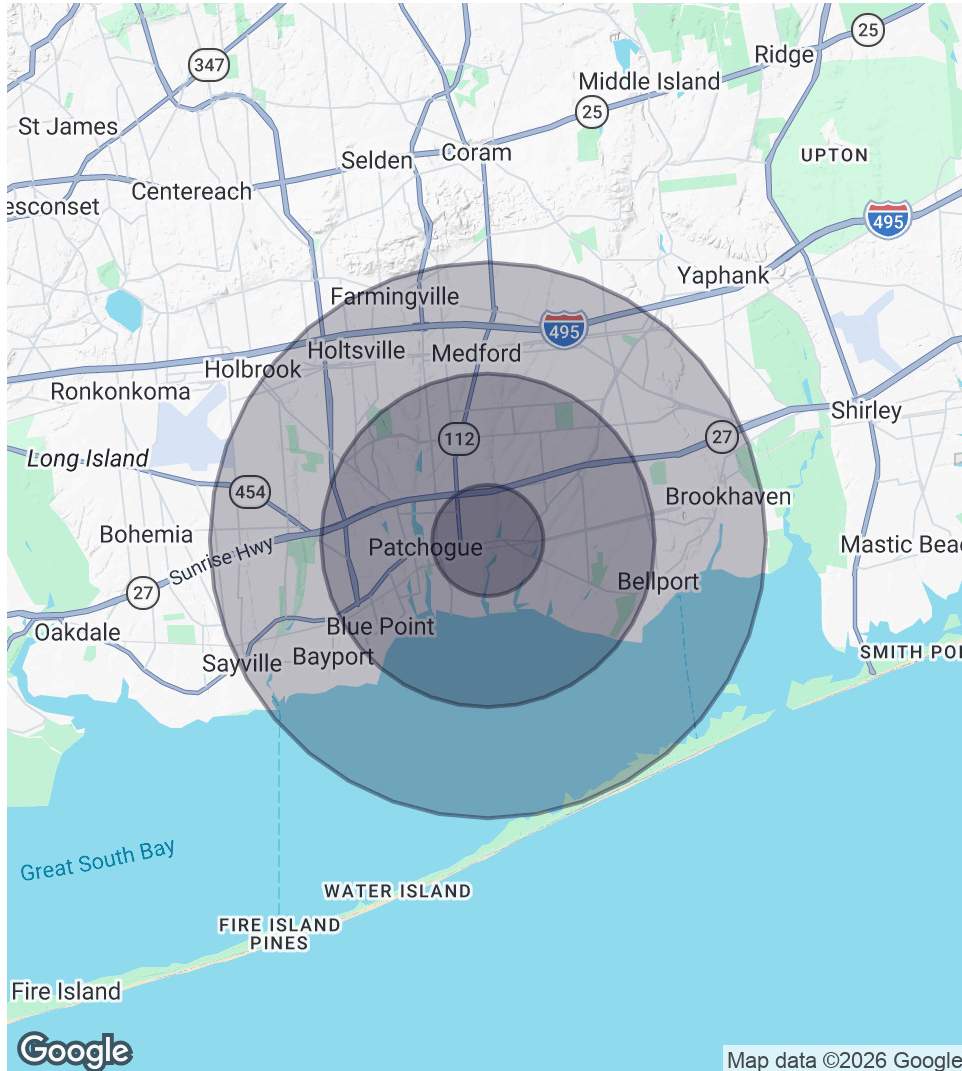 25
Ridge
347
Middle Island
25
St James
UPTON
Coram
Selden
Centereach
esconset
495
Yaphank
Farmingville
495
Holtsville
Medford
Holbrook
Ronkonkoma
Shirley
112
27
Long Island
454
Brookhaven
Bohemia
Sunrise Hwy
Patchogue
Mastic Beac
Bellport
27
Blue Point
Oakdale
SMITH POI
Bayport
Sayville
Great South Bay
WATER ISLAND
FIRE ISLAND
PINES
Fire Island
Google
Map data ©2026 Google